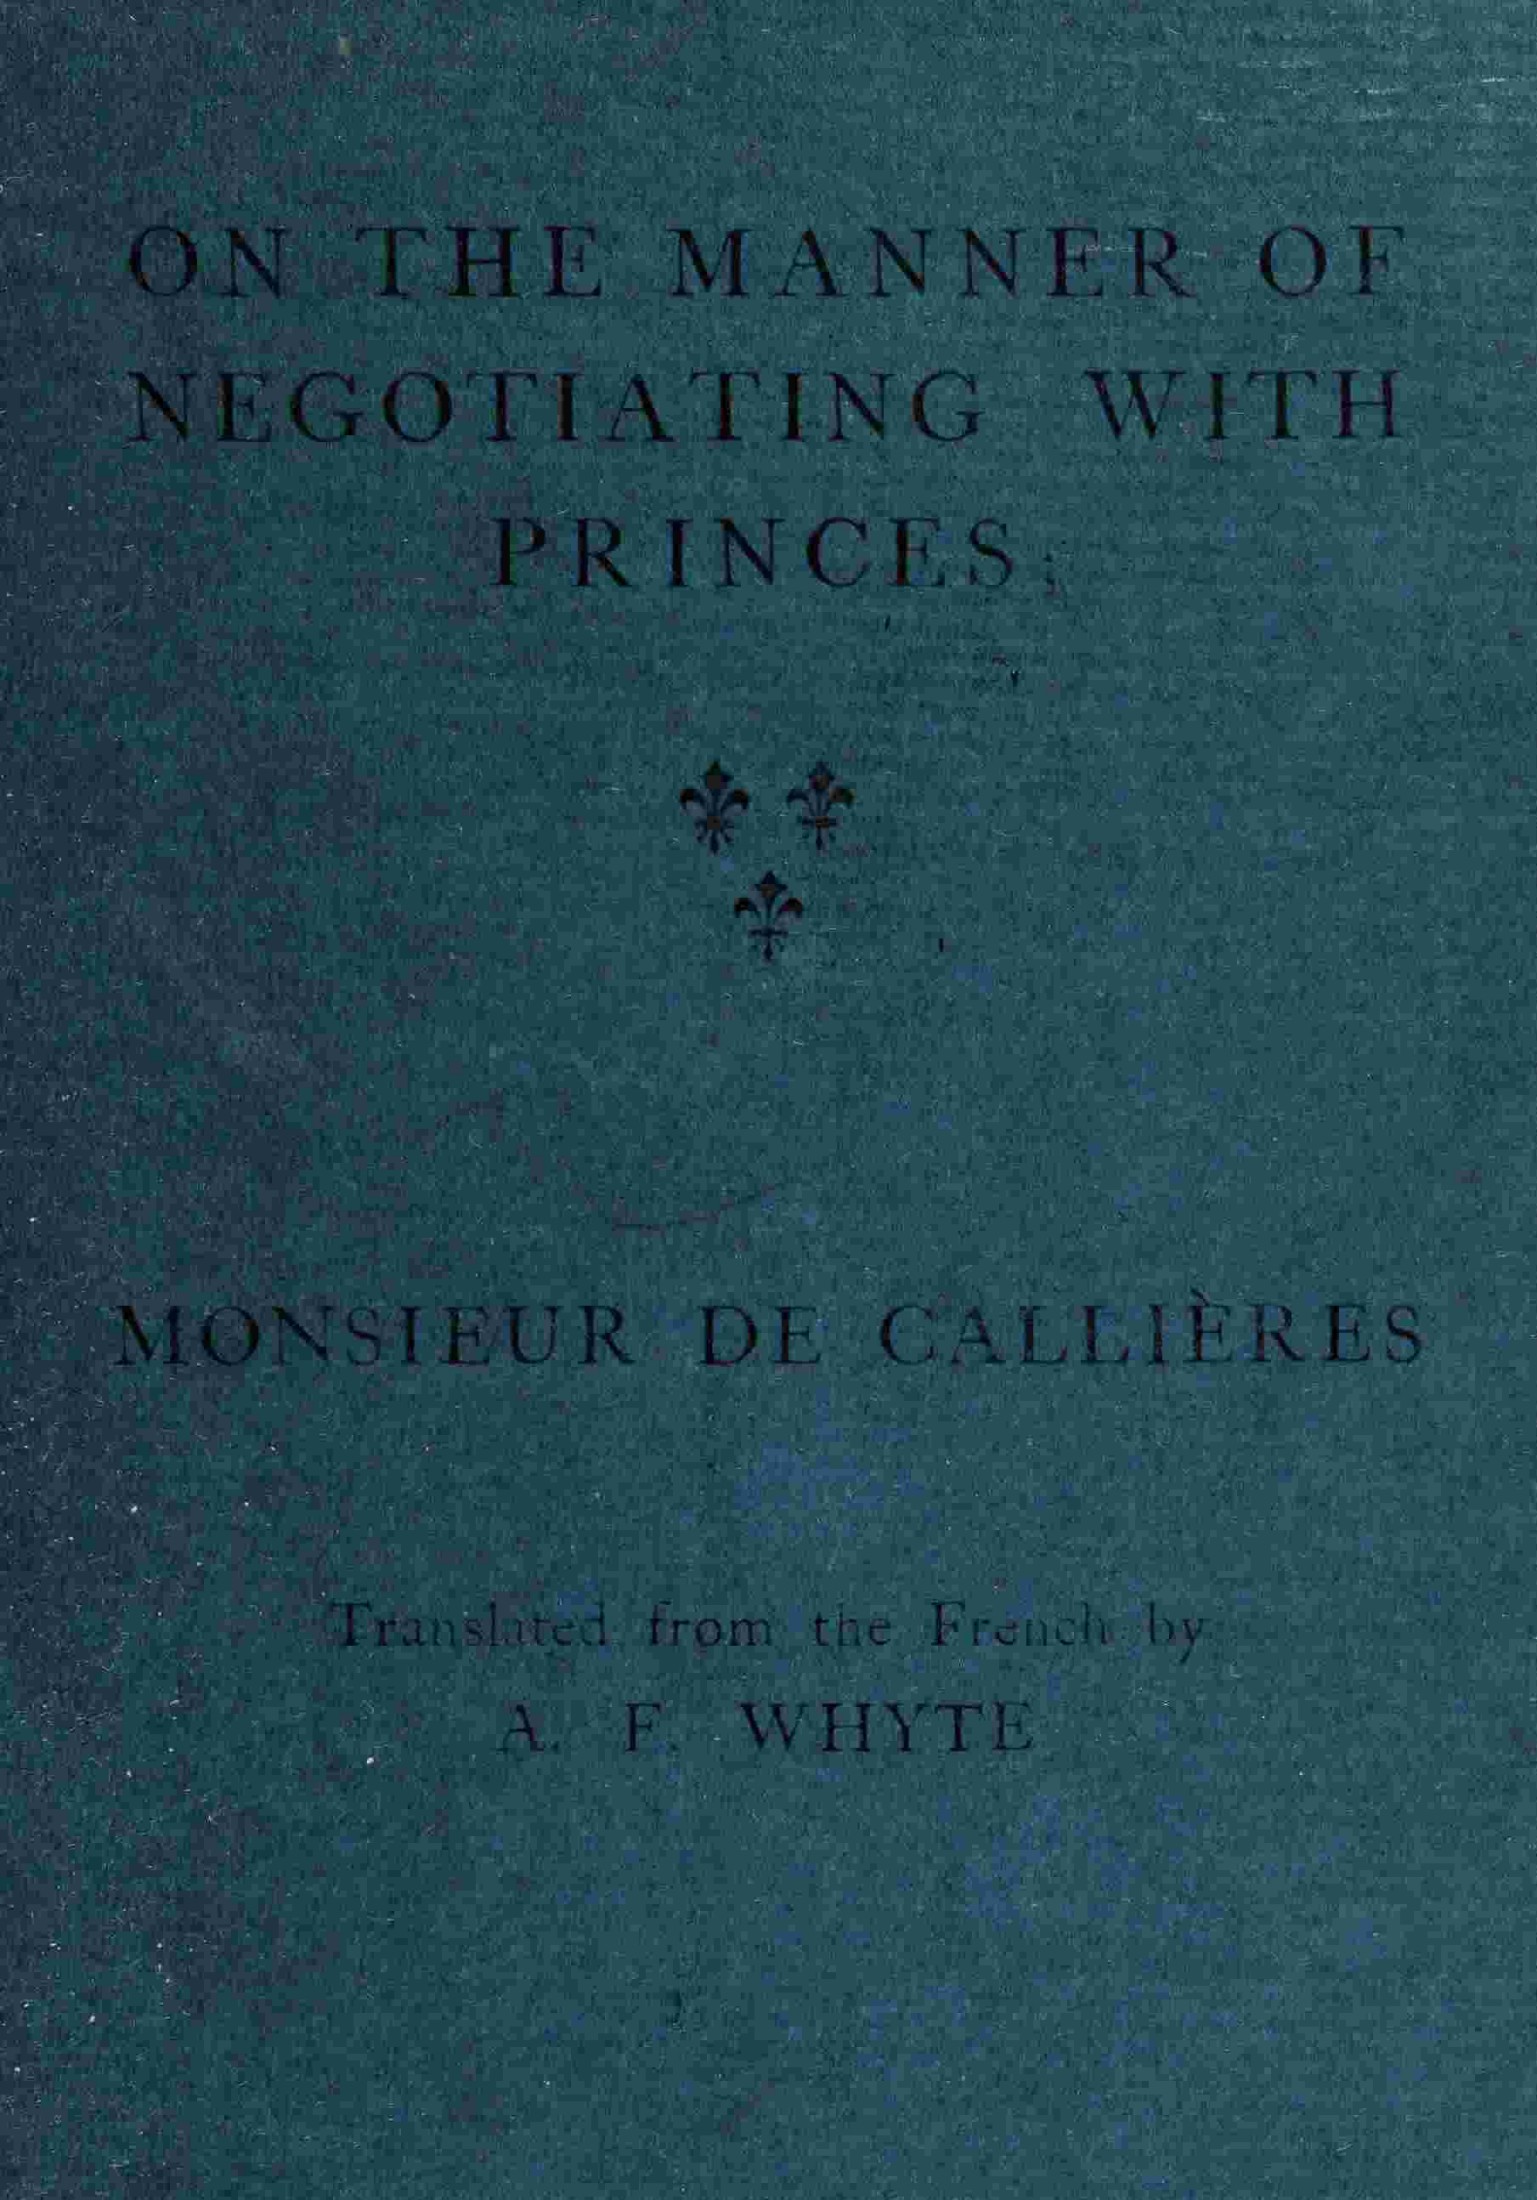 ON THE MANNER OF
NEGOTIATING WITH
PRINCES;
MONSIEUR DE CALLIÈRES
Translated from the French by
A. F. WHYTE